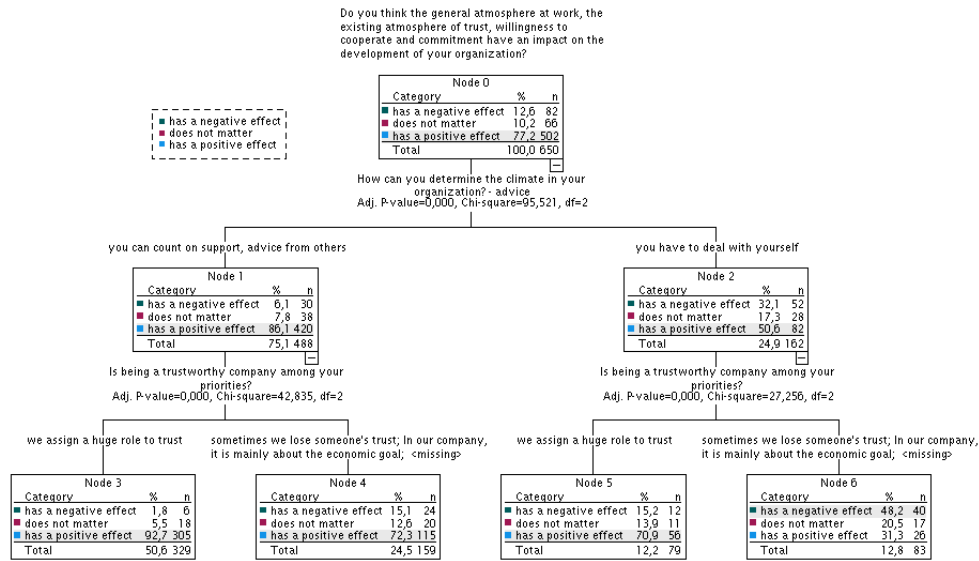 Do you think the general atmosphere at work, the
existing atmosphere of trust, willingness to
cooperate and commitment have an impact on the
development of your organization?
Node 0
Category % n
has a negative effect 12,6 82
does not matter 10,2 66
has a positive effect 77,2 502
Total 100,0 650
has a negative effect
does not matter
has a positive effect
How can you determine the climate in your
organization? - advice
Adj. P-value=0,000, Chi-square=95,521, df=2
you can count on support, advice from others
you have to deal with yourself
Node 1
Category % n
has a negative effect 6,1 30
does not matter 7,8 38
has a positive effect 86,1 420
Total 75,1 488
Node 2
Category % n
has a negative effect 32,1 52
does not matter 17,3 28
has a positive effect 50,6 82
Total 24,9 162
Is being a trustworthy company among your
priorities?
Adj. P-value=0,000, Chi-square=42,835, df=2
Is being a trustworthy company among your
priorities?
Adj. P-value=0,000, Chi-square=27,256, df=2
we assign a huge role to trust
sometimes we lose someone's trust; In our company,
it is mainly about the economic goal; <missing>
we assign a huge role to trust
sometimes we lose someone's trust; In our company,
it is mainly about the economic goal; <missing>
Node 3
Category % n
has a negative effect 1,8 6
does not matter 5,5 18
has a positive effect 92,7 305
Total 50,6 329
Node 4
Category % n
has a negative effect 15,1 24
does not matter 12,6 20
has a positive effect 72,3 115
Total 24,5 159
Node 5
Category % n
has a negative effect 15,2 12
does not matter 13,9 11
has a positive effect 70,9 56
Total 12,2 79
Node 6
Category % n
has a negative effect 48,2 40
does not matter 20,5 17
has a positive effect 31,3 26
Total 12,8 83